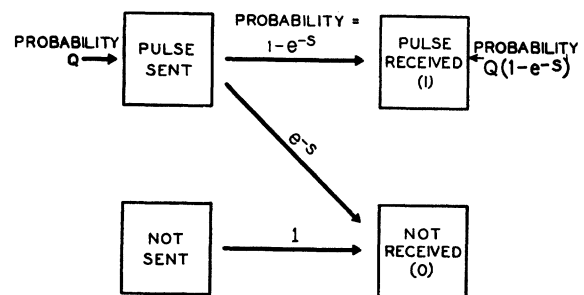 PROBABILITY
Q
PULSE
SENT
PROBABILITY =
1-e^-s
PULSE
RECEIVED
(1)
PROBABILITY
Q(1-e^-s)
e^-s
NOT
SENT
1
NOT
RECEIVED
(0)